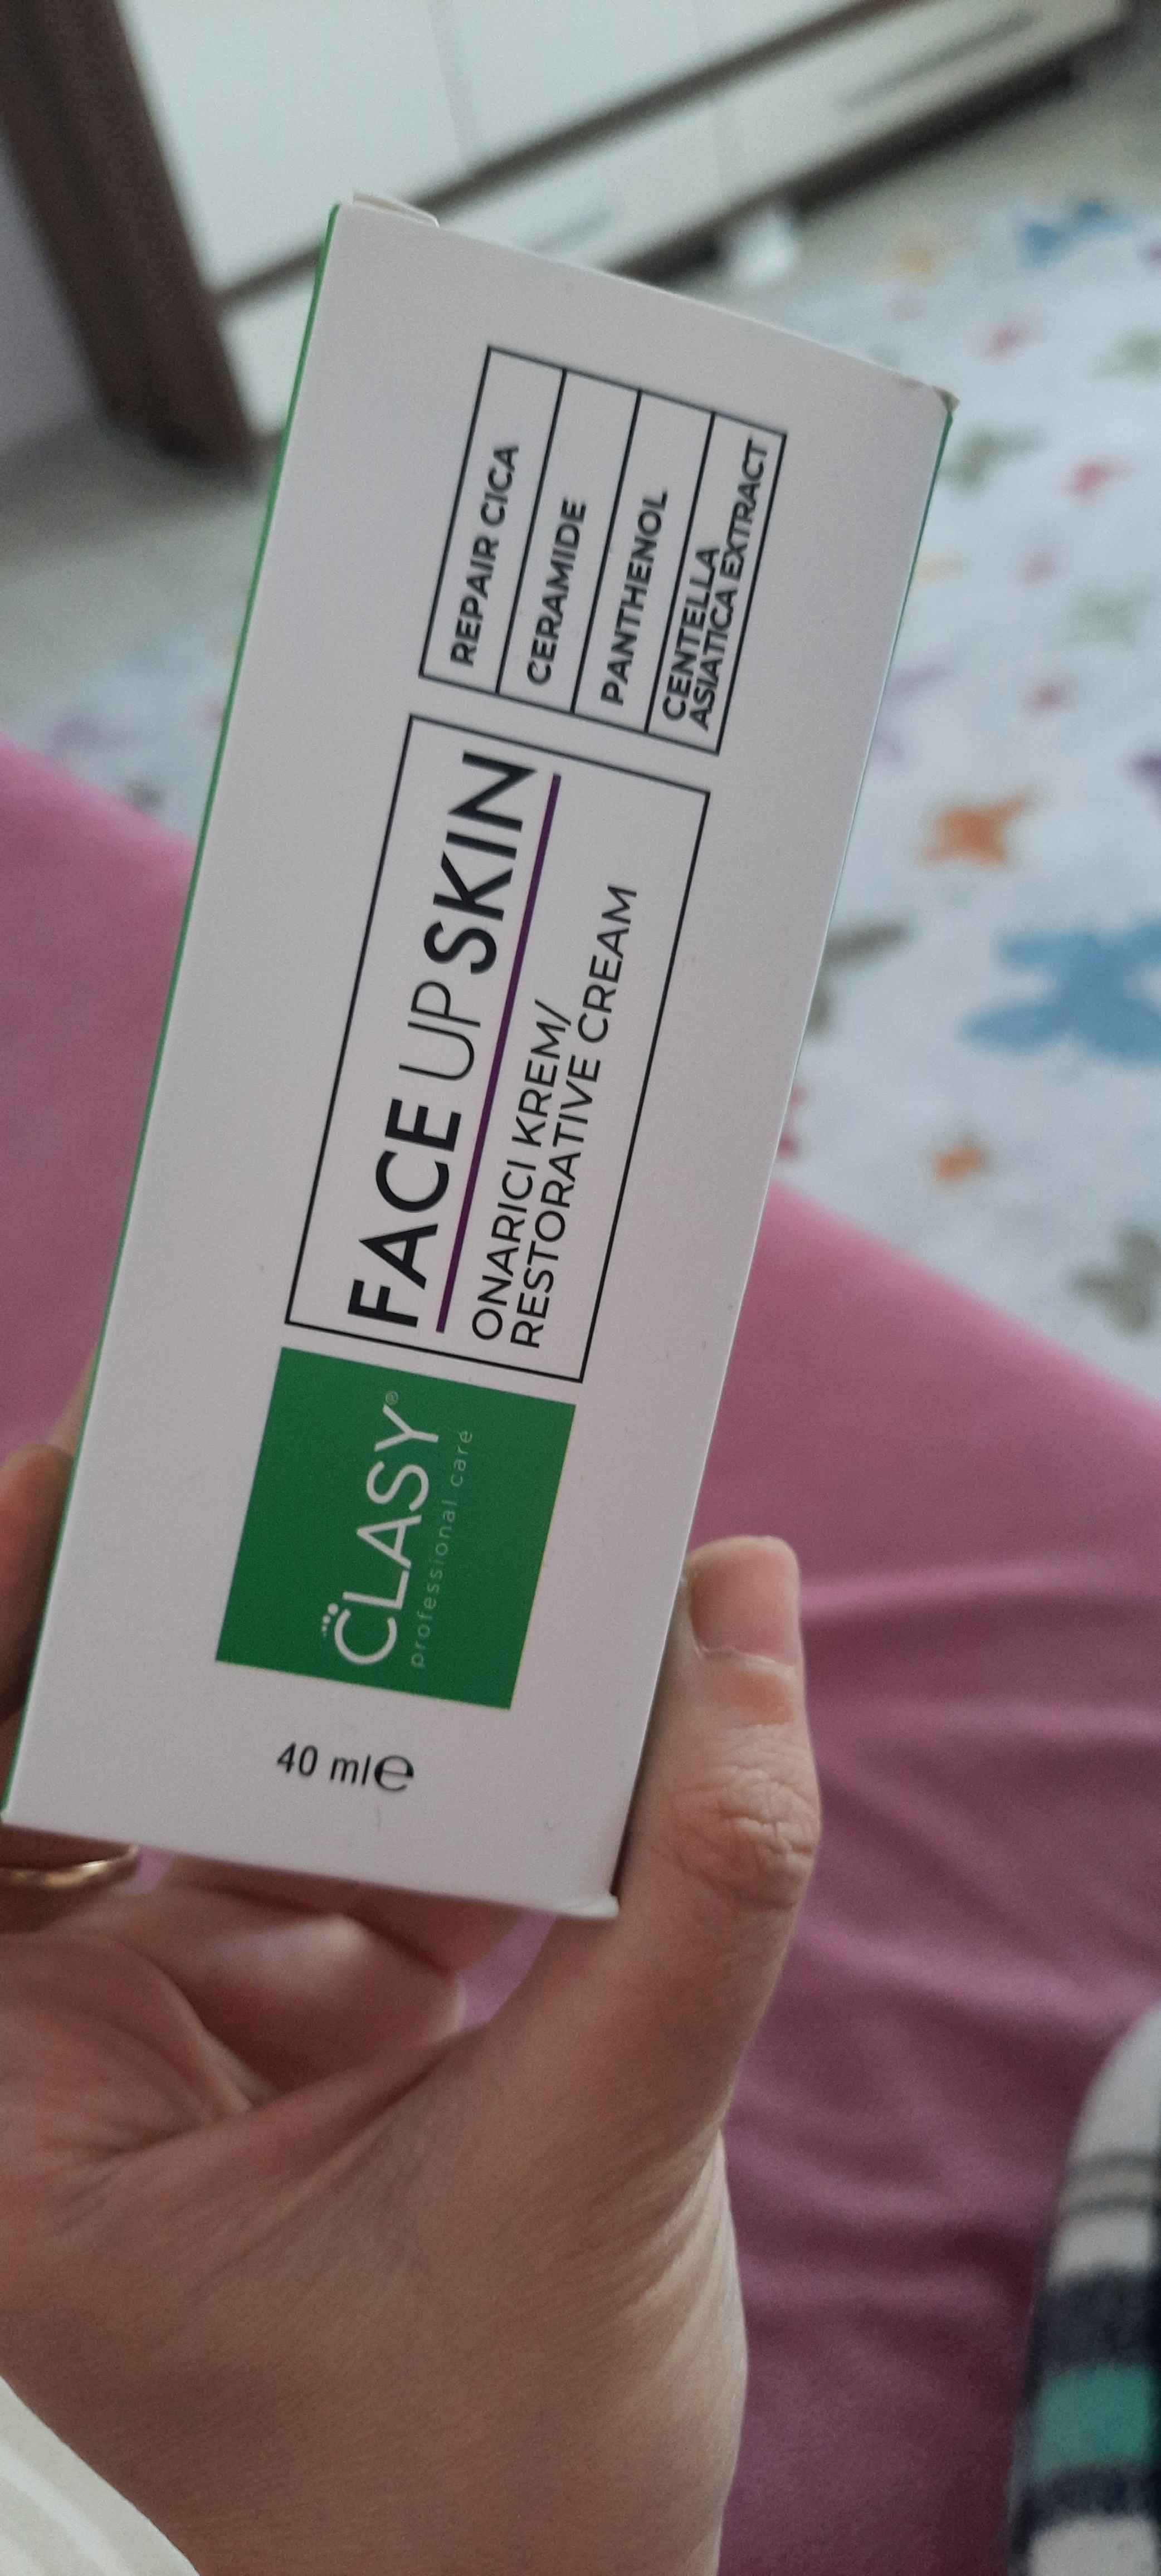 40 ml℮
CLASY®
professional care
FACE UP SKIN
ONARICI KREM/
RESTORATIVE CREAM
REPAIR CICA
CERAMIDE
PANTHENOL
CENTELLA
ASIATICA EXTRACT